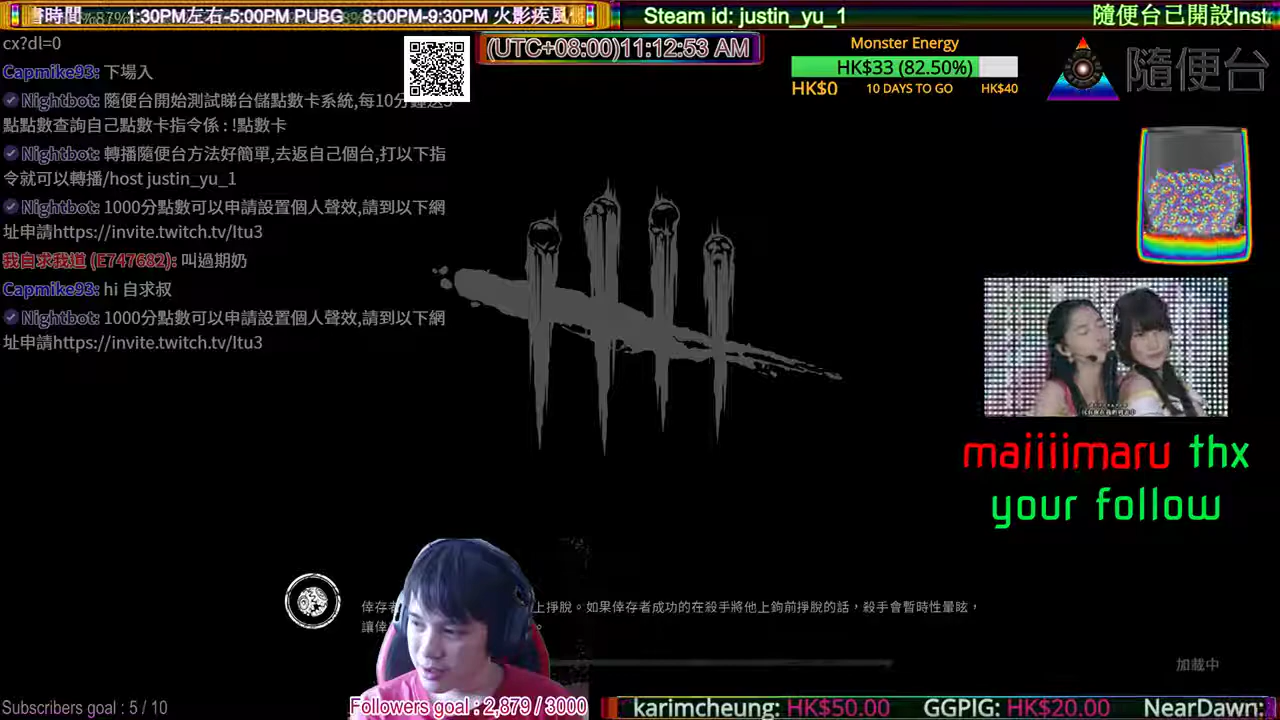 書時間 1:30PM左右-5:00PM PUBG 8:00PM-9:30PM 火影疾風
Steam id: justin_yu_1
隨便台已開設Inst
cx?dl=0
Capmike93: 下場入
Nightbot: 隨便台開始測試睇台儲點數卡系統,每10分鐘送5
點點數查詢自己點數卡指令係 : !點數卡
Nightbot: 轉播隨便台方法好簡單,去返自己個台,打以下指
令就可以轉播/host justin_yu_1
Nightbot: 1000分點數可以申請設置個人聲效,請到以下網
址申請https://invite.twitch.tv/Itu3
我自求我道 (E747682): 叫過期奶
Capmike93: hi 自求叔
Nightbot: 1000分點數可以申請設置個人聲效,請到以下網
址申請https://invite.twitch.tv/Itu3
(UTC+08:00)11:12:53 AM
Monster Energy
HK$33 (82.50%)
HK$0 10 DAYS TO GO HK$40
隨便台
maiiiimaru thx
your follow
倖存者 上掙脫。如果倖存者成功的在殺手將他上鉤前掙脫的話，殺手會暫時性暈眩，
讓倖 。
加載中
Subscribers goal : 5 / 10
Followers goal : 2,879 / 3000
karimcheung: HK$50.00 GGPIG: HK$20.00 NearDawn: